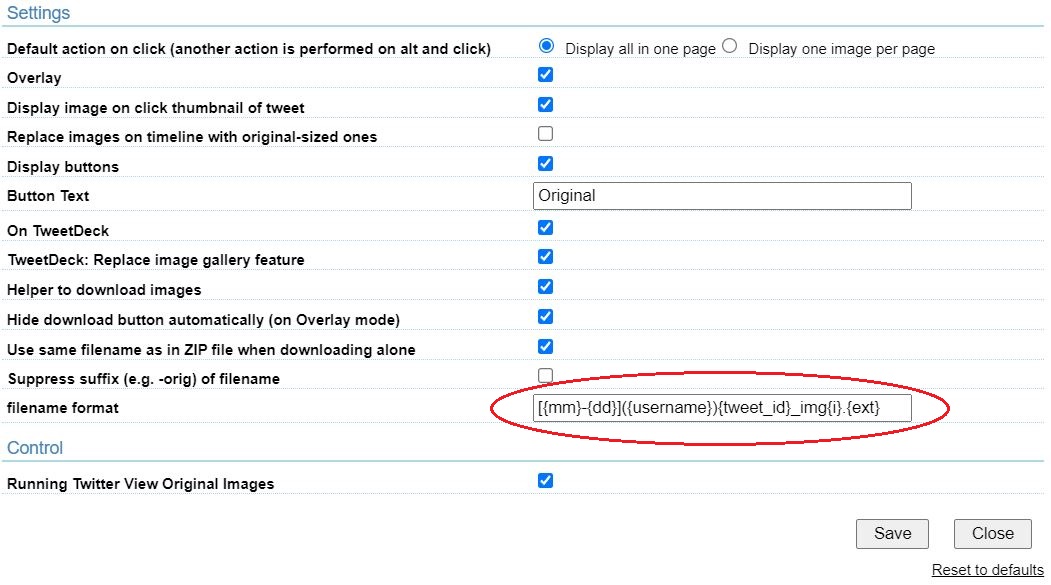 Settings
Default action on click (another action is performed on alt and click) Display all in one page Display one image per page
Overlay
Display image on click thumbnail of tweet
Replace images on timeline with original-sized ones
Display buttons
Button Text Original
On TweetDeck
TweetDeck: Replace image gallery feature
Helper to download images
Hide download button automatically (on Overlay mode)
Use same filename as in ZIP file when downloading alone
Suppress suffix (e.g. -orig) of filename
filename format [{mm}-{dd}]({username}){tweet_id}_img{i}.{ext}
Control
Running Twitter View Original Images
Save Close
Reset to defaults